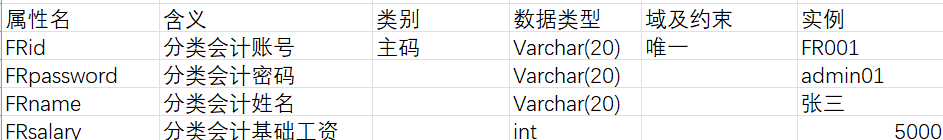 属性名 含义 类别 数据类型 域及约束 实例
FRid 分类会计账号 主码 Varchar(20) 唯一 FR001
FRpassword 分类会计密码 Varchar(20) admin01
FRname 分类会计姓名 Varchar(20) 张三
FRsalary 分类会计基础工资 int 5000